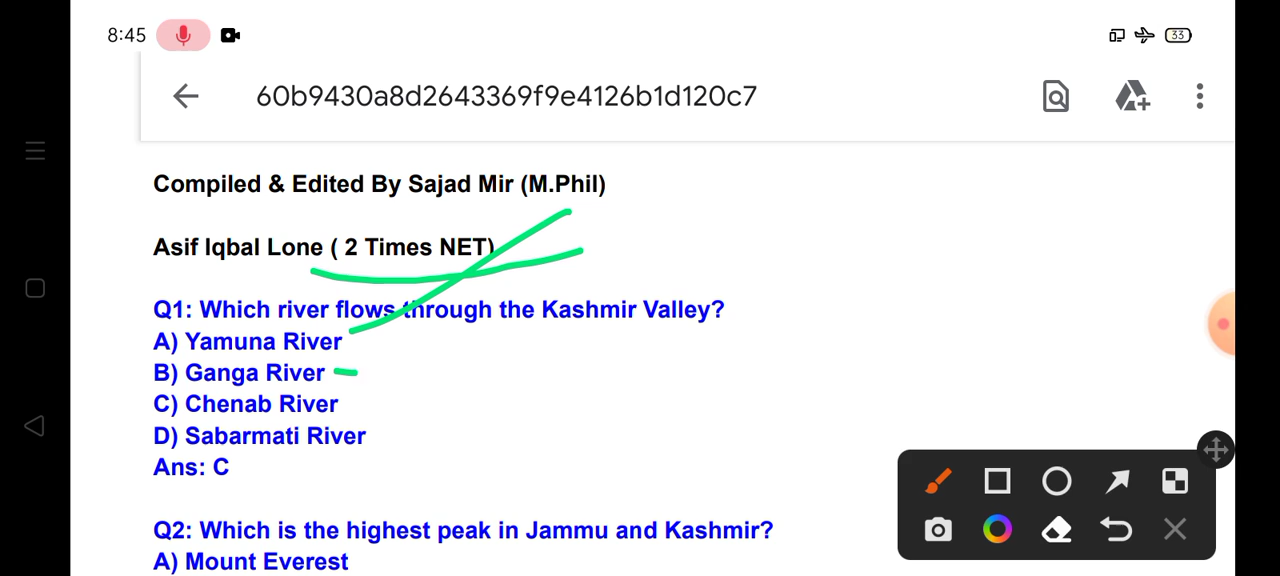 8:45
33
60b9430a8d2643369f9e4126b1d120c7
Compiled & Edited By Sajad Mir (M.Phil)
Asif Iqbal Lone ( 2 Times NET)
Q1: Which river flows through the Kashmir Valley?
A) Yamuna River
B) Ganga River
C) Chenab River
D) Sabarmati River
Ans: C
Q2: Which is the highest peak in Jammu and Kashmir?
A) Mount Everest